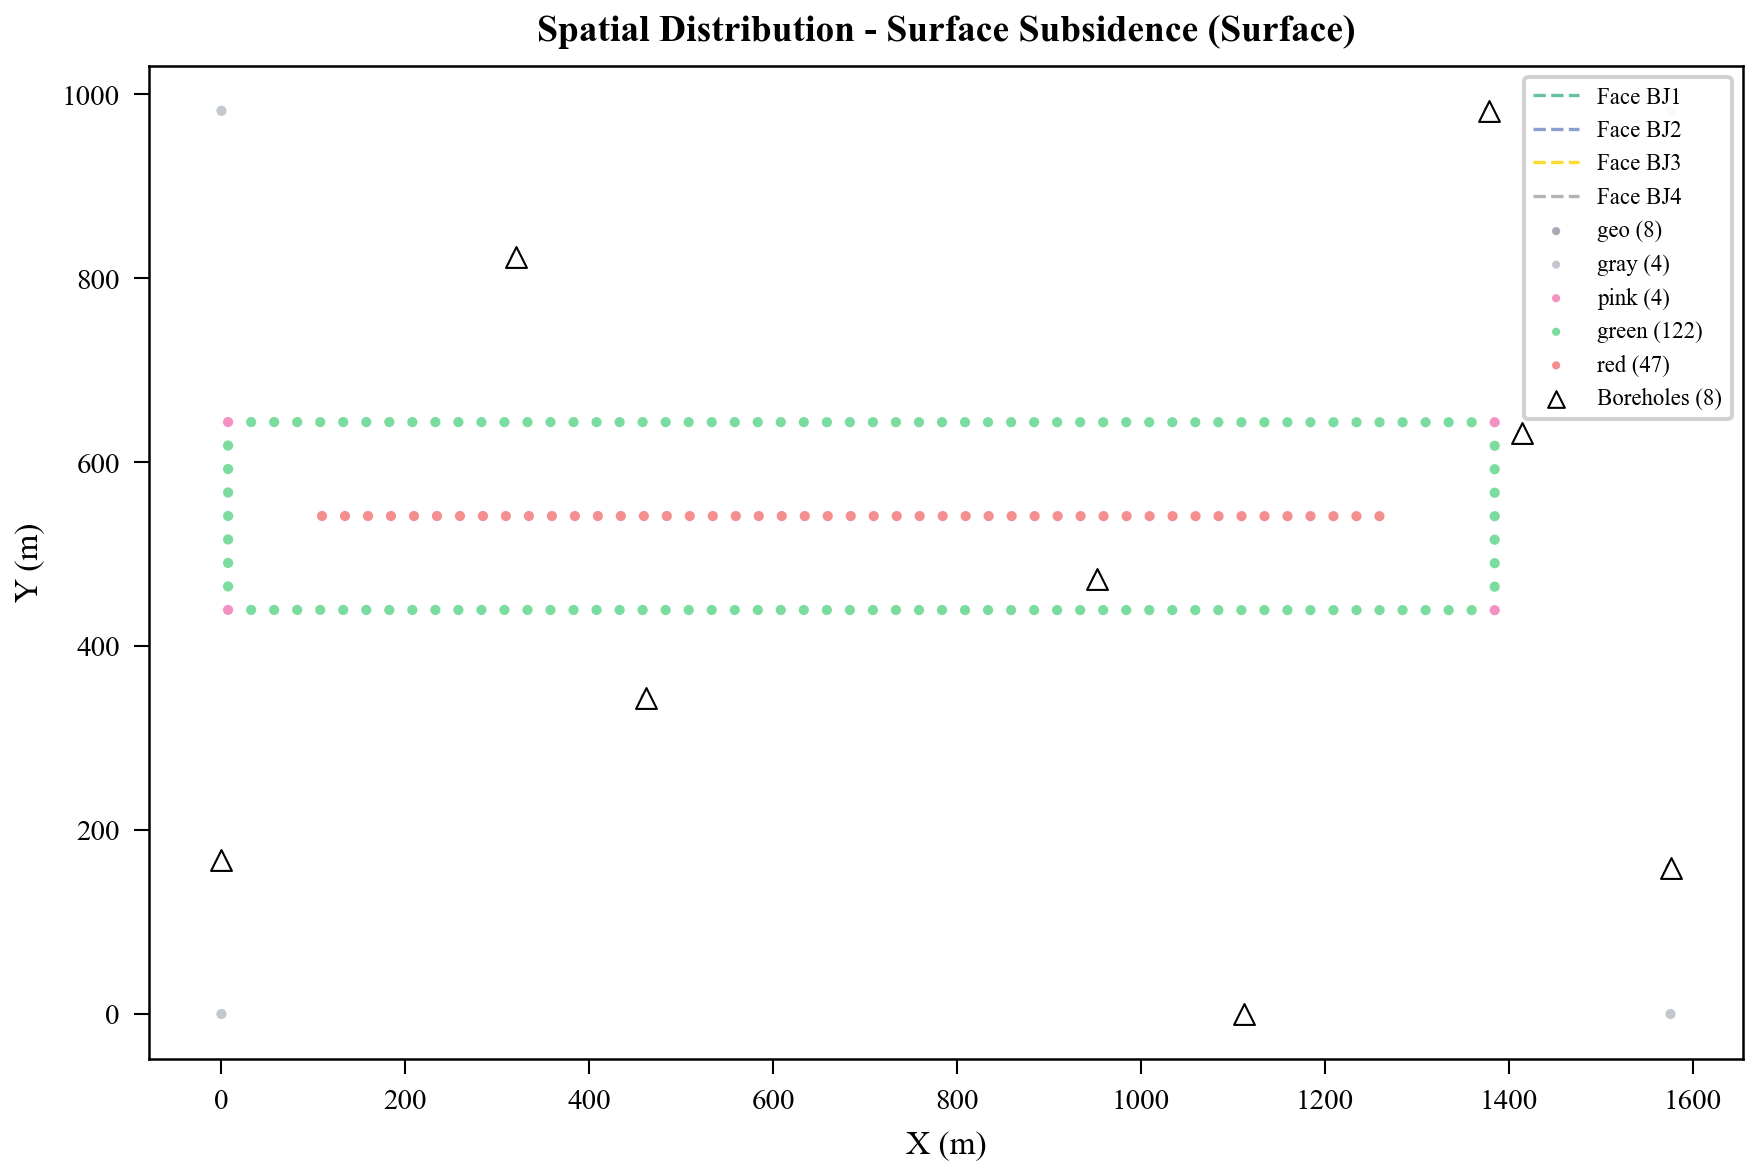 Spatial Distribution - Surface Subsidence (Surface)
1000
800
600
400
200
0
Y (m)
Face BJ1
Face BJ2
Face BJ3
Face BJ4
geo (8)
gray (4)
pink (4)
green (122)
red (47)
Boreholes (8)
0 200 400 600 800 1000 1200 1400 1600
X (m)